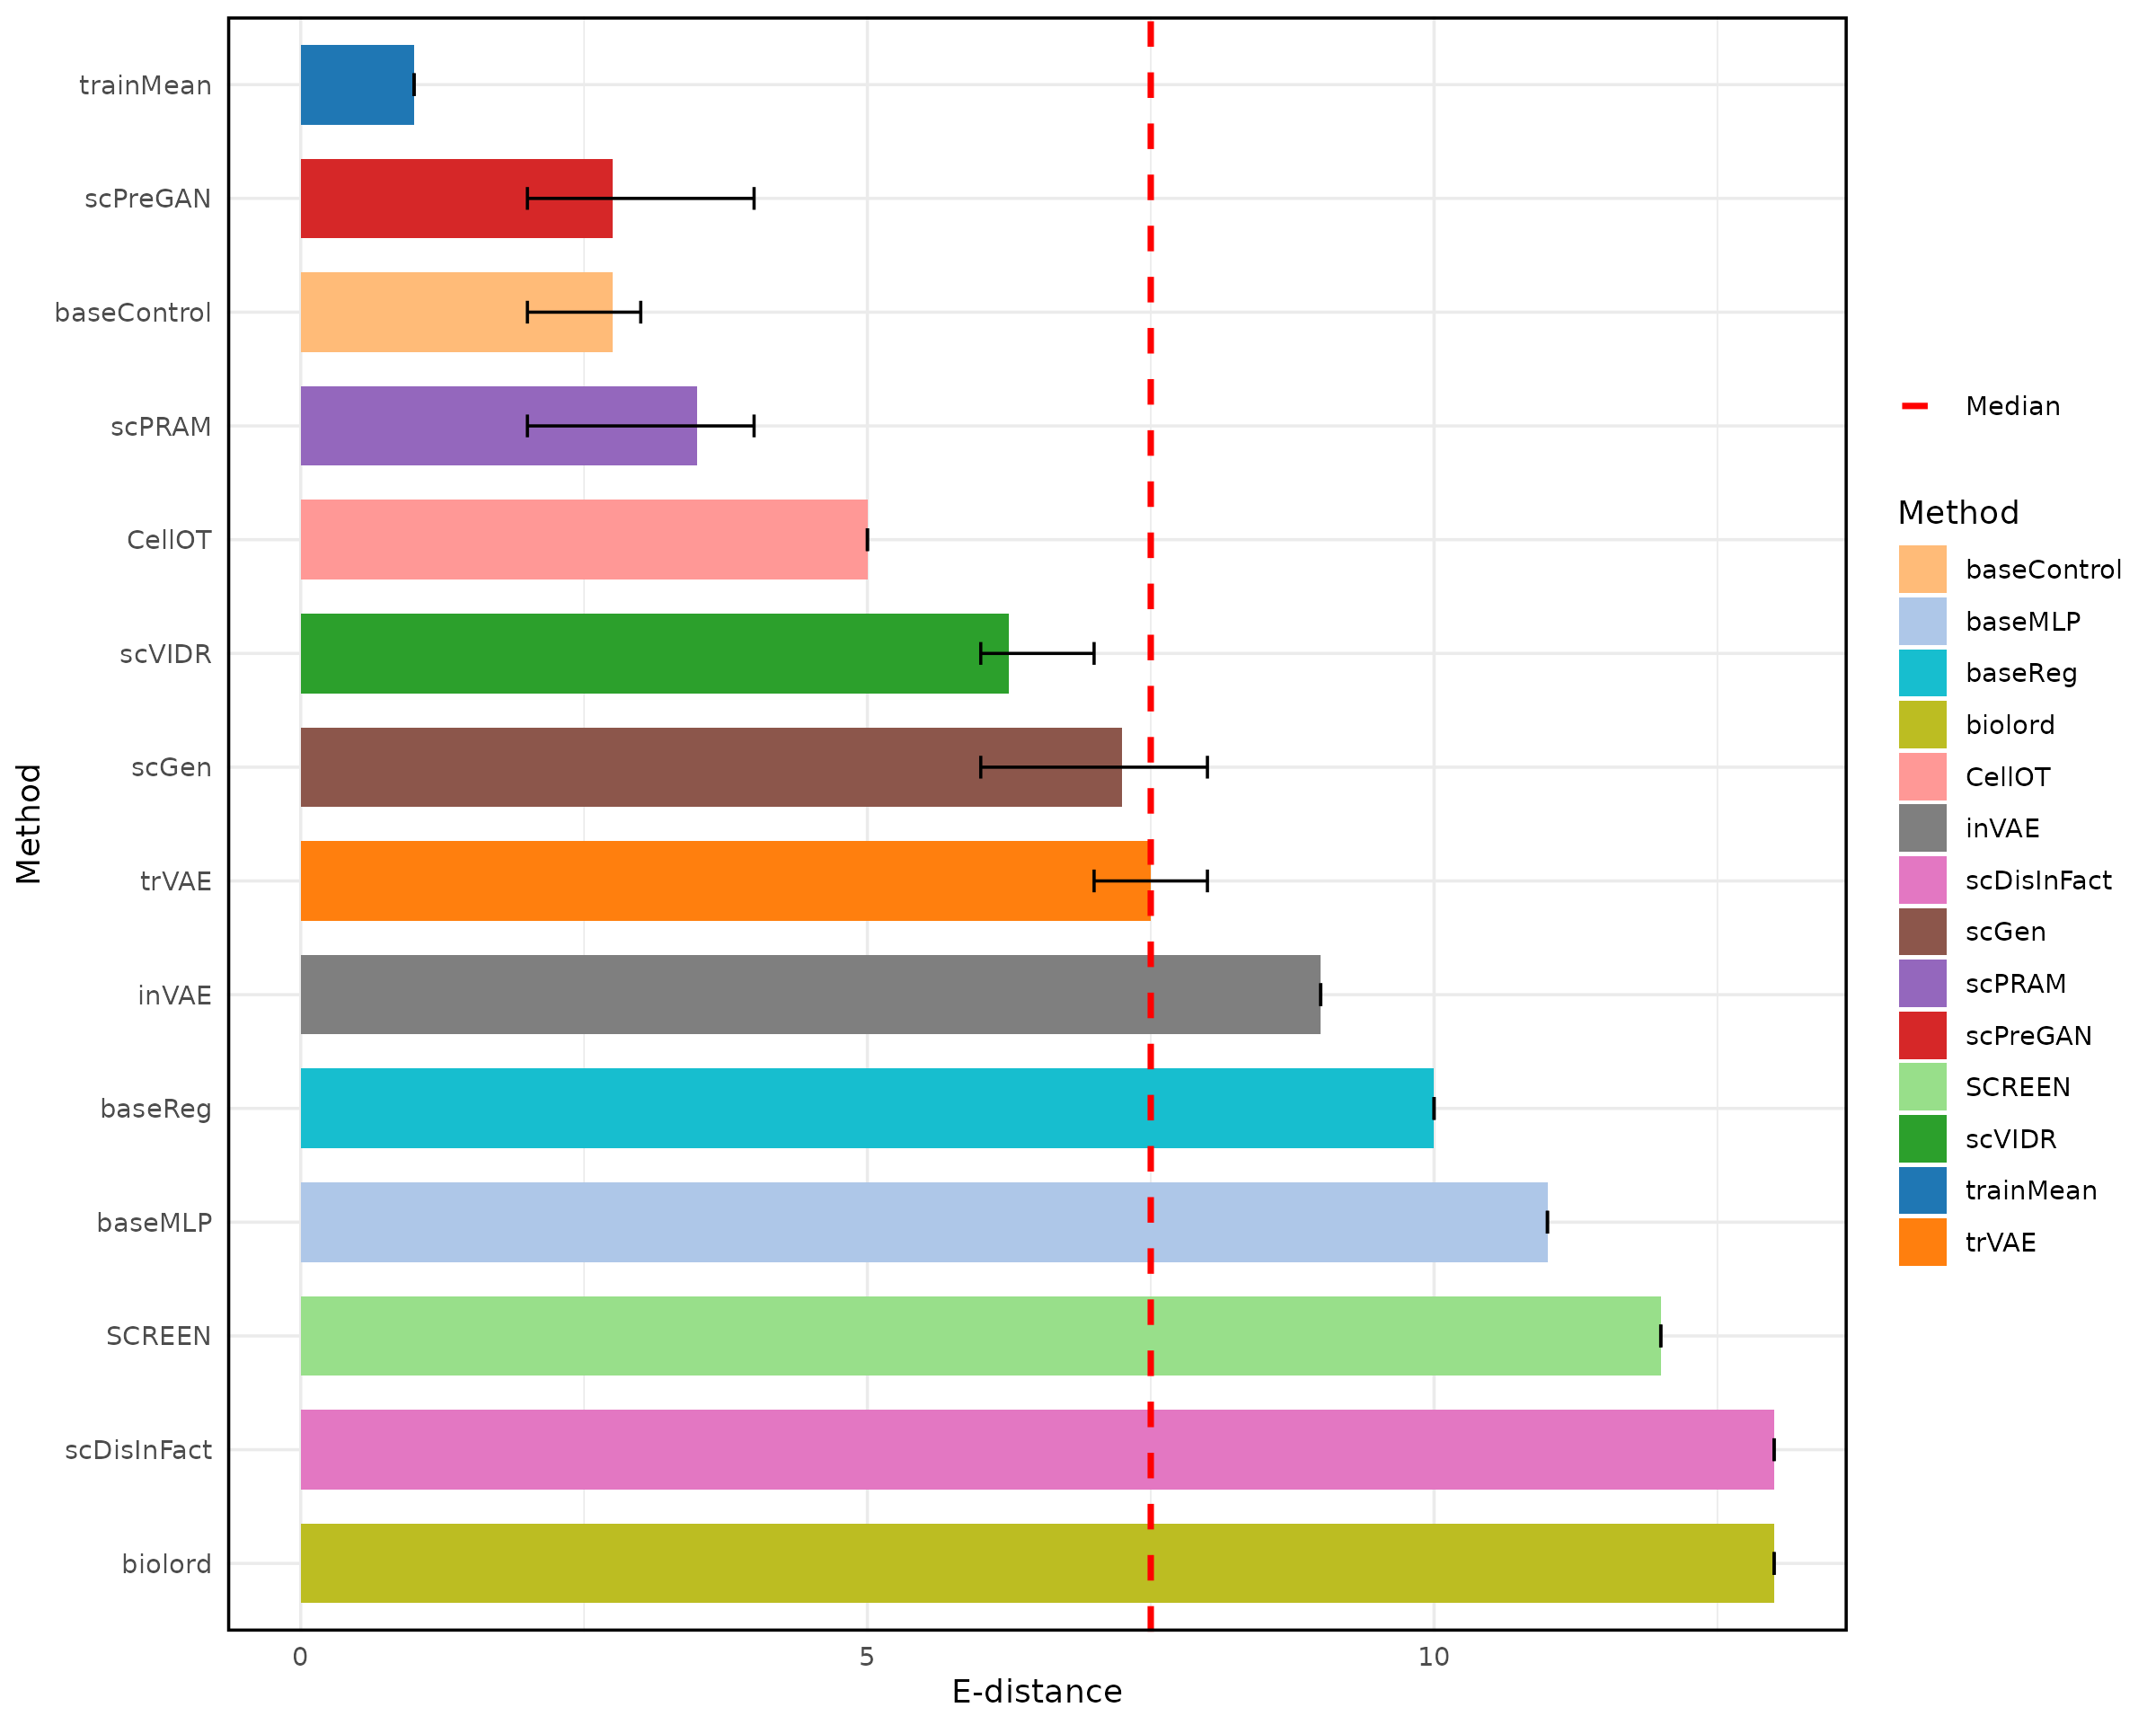 Method
trainMean
scPreGAN
baseControl
scPRAM
CellOT
scVIDR
scGen
trVAE
inVAE
baseReg
baseMLP
SCREEN
scDisInFact
biolord
0
5
10
E-distance
Median
Method
baseControl
baseMLP
baseReg
biolord
CellOT
inVAE
scDisInFact
scGen
scPRAM
scPreGAN
SCREEN
scVIDR
trainMean
trVAE